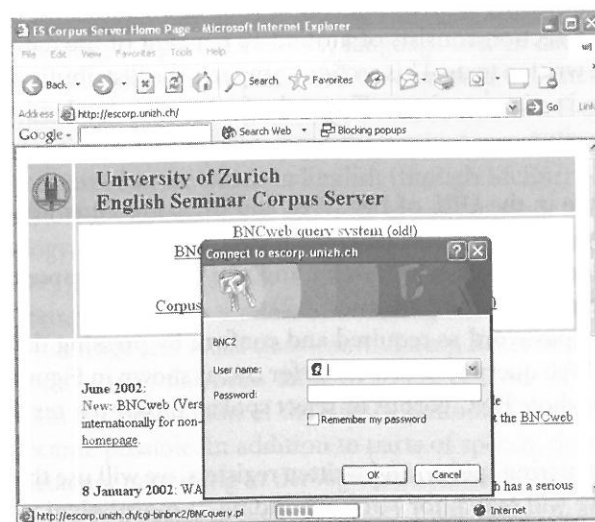 ES Corpus Server Home Page - Microsoft Internet Explorer
File Edit View Favorites Tools Help
Back Search Favorites
Address http://escorp.unizh.ch/ Go Link
Google Search Web Blocking popups
University of Zurich
English Seminar Corpus Server
BNCweb query system (old!)
BNC
Connect to escorp.unizh.ch
Corpus
BNC2
User name:
Password:
Remember my password
June 2002:
New: BNCweb (Vers
internationally for non- t the BNCweb
homepage.
OK Cancel
8 January 2002: WA h has a serious
http://escorp.unizh.ch/cgi-binbnc2/BNCquery.pl Internet